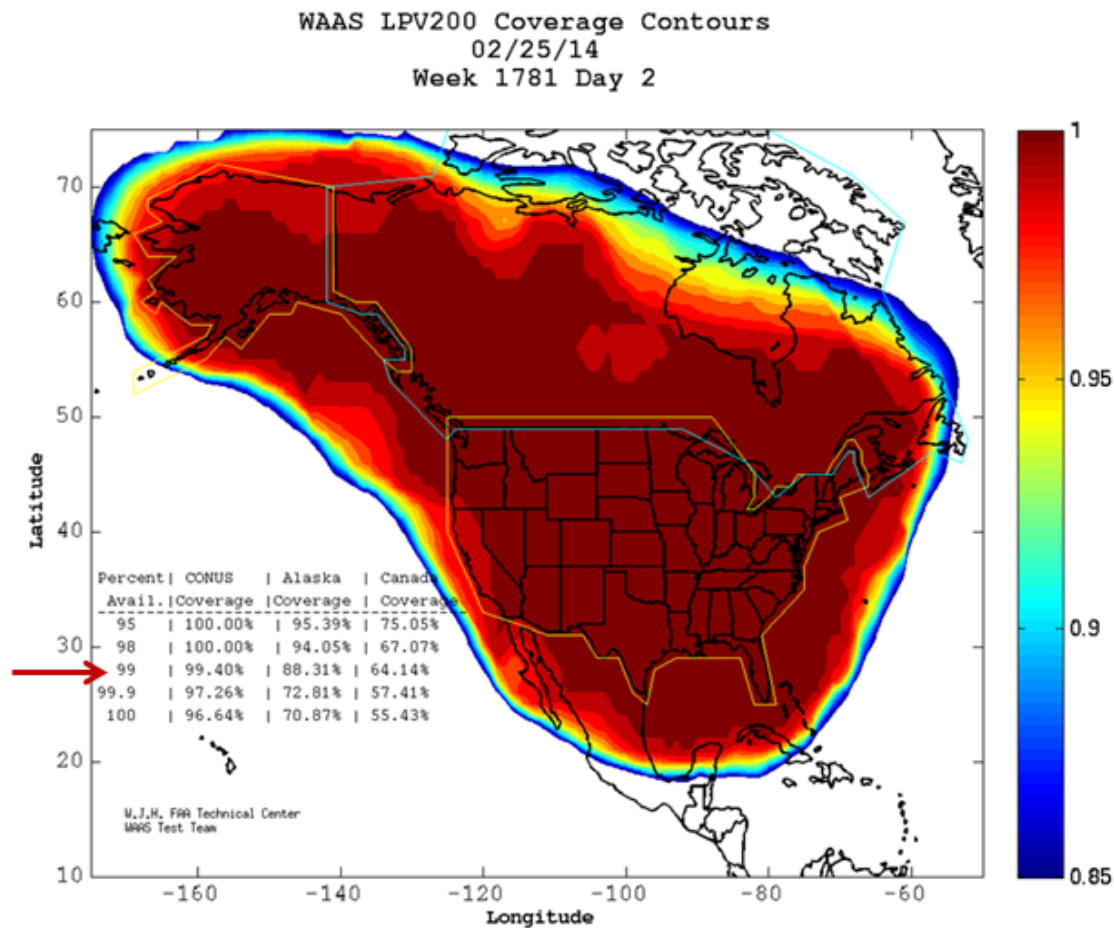 WAAS LPV200 Coverage Contours
02/25/14
Week 1781 Day 2
70
60
50
40
30
20
10
Latitude
Percent| CONUS | Alaska | Canada
Avail.|Coverage |Coverage | Coverage
95 | 100.00% | 95.39% | 75.05%
98 | 100.00% | 94.05% | 67.07%
99 | 99.40% | 88.31% | 64.14%
99.9 | 97.26% | 72.81% | 57.41%
100 | 96.64% | 70.87% | 55.43%
W.J.H. FAA Technical Center
WAAS Test Team
-160 -140 -120 -100 -80 -60
Longitude
1
0.95
0.9
0.85